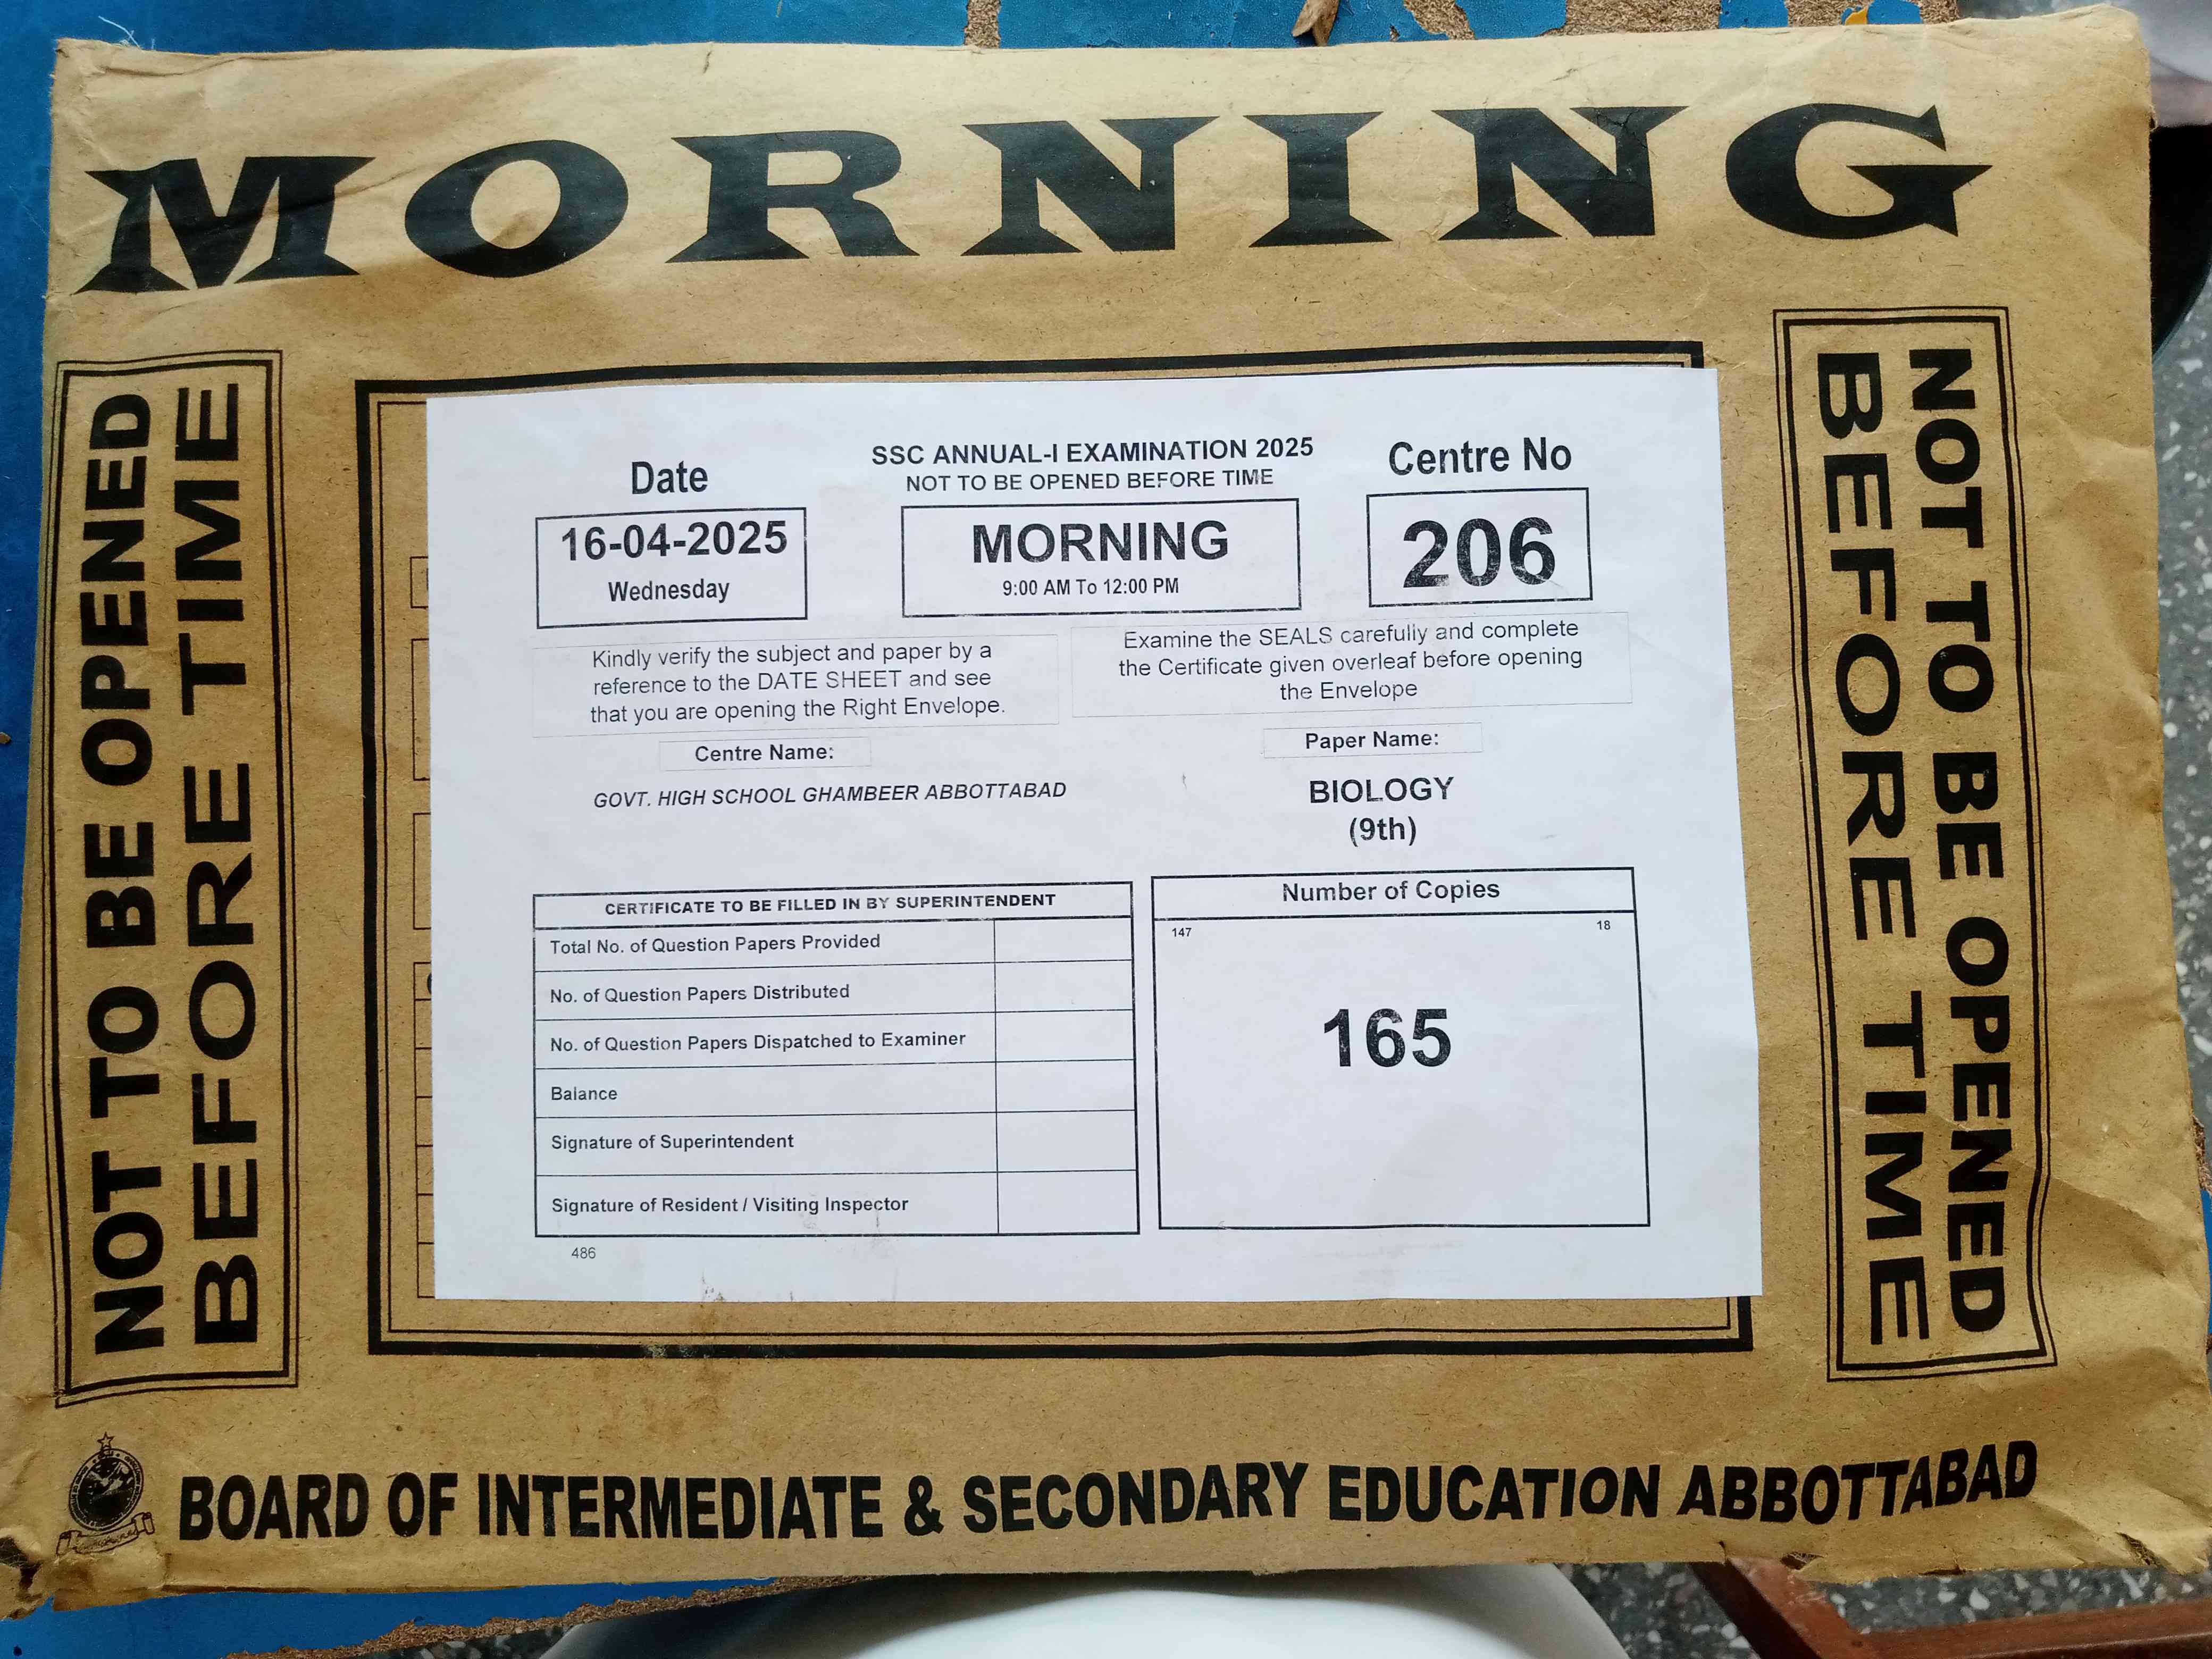 MORNING
NOT TO BE OPENED
BEFORE TIME
Date
16-04-2025
Wednesday
SSC ANNUAL-I EXAMINATION 2025
NOT TO BE OPENED BEFORE TIME
MORNING
9:00 AM To 12:00 PM
Centre No
206
Kindly verify the subject and paper by a
reference to the DATE SHEET and see
that you are opening the Right Envelope.
Examine the SEALS carefully and complete
the Certificate given overleaf before opening
the Envelope
Centre Name:
GOVT. HIGH SCHOOL GHAMBEER ABBOTTABAD
Paper Name:
BIOLOGY
(9th)
CERTIFICATE TO BE FILLED IN BY SUPERINTENDENT
Total No. of Question Papers Provided
No. of Question Papers Distributed
No. of Question Papers Dispatched to Examiner
Balance
Signature of Superintendent
Signature of Resident / Visiting Inspector
486
Number of Copies
147
18
165
NOT TO BE OPENED
BEFORE TIME
BOARD OF INTERMEDIATE & SECONDARY EDUCATION ABBOTTABAD